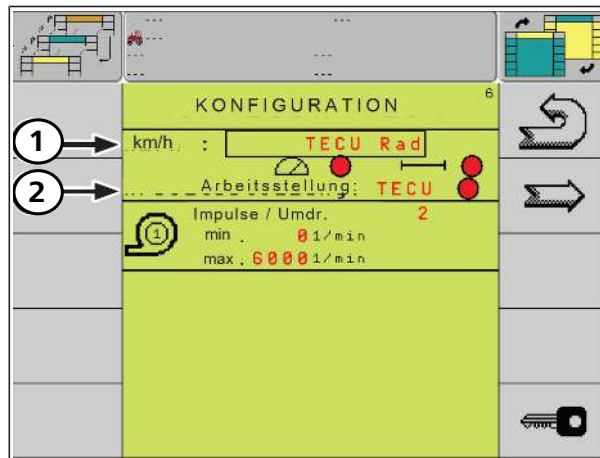 --- ---
---
--- ---
--- ---
KONFIGURATION 6
1 km/h : TECU Rad
2 Arbeitsstellung: TECU
Impulse / Umdr. 2
1 min . 0 1/min
max . 6000 1/min